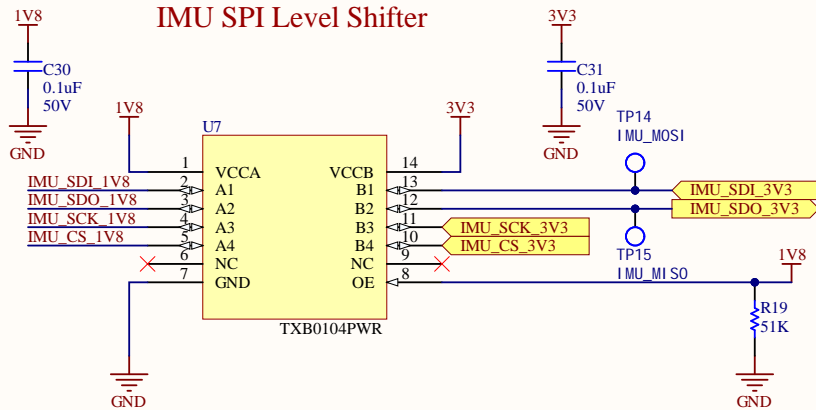 IMU SPI Level Shifter
1V8
3V3
C30
0.1uF
50V
GND
C31
0.1uF
50V
GND
1V8
3V3
TP14
IMU_MOSI
U7
1 VCCA VCCB 14
IMU_SDI_1V8 2 A1 B1 13 IMU_SDI_3V3
IMU_SDO_1V8 3 A2 B2 12 IMU_SDO_3V3
IMU_SCK_1V8 4 A3 B3 11 IMU_SCK_3V3
IMU_CS_1V8 5 A4 B4 10 IMU_CS_3V3
6 NC NC 9
7 GND OE 8
TP15
IMU_MISO
1V8
R19
51K
TXB0104PWR
GND
GND